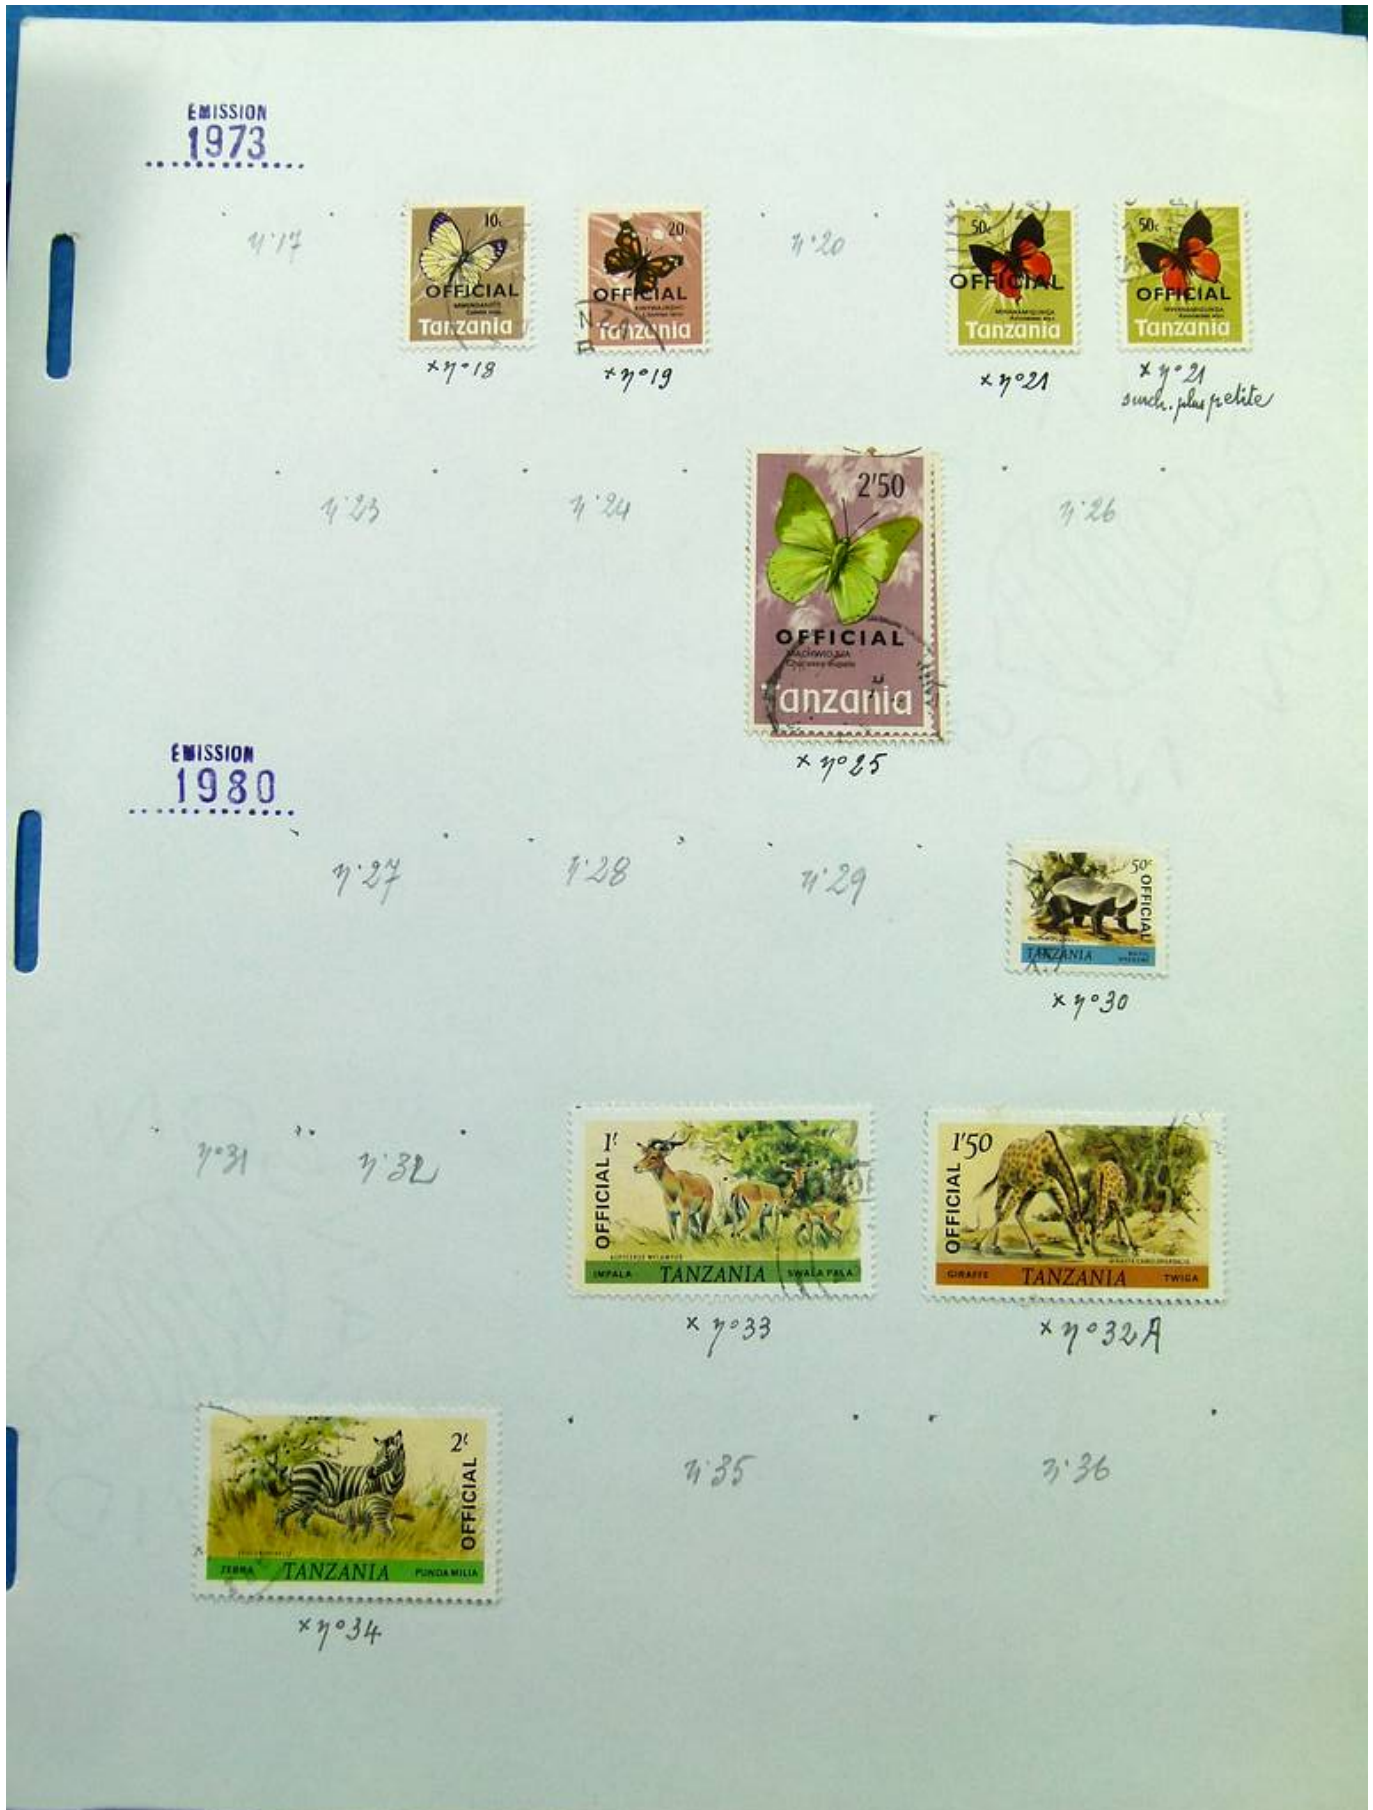 EMISSION
1973
n°17
10c
OFFICIAL
Tanzania
x n°18
20c
OFFICIAL
Tanzania
x n°19
n°20
50c
OFFICIAL
Tanzania
x n°21
50c
OFFICIAL
Tanzania
x n°21
surch. plus petite
n°23
n°24
2'50
OFFICIAL
Tanzania
x n°25
n°26
EMISSION
1980
n°27
n°28
n°29
50c
OFFICIAL
TANZANIA
x n°30
n°31
n°32
1/
OFFICIAL
IMPALA TANZANIA SWALA PALA
x n°33
1'50
OFFICIAL
GIRAFFE TANZANIA TWIGA
x n°32A
2/
OFFICIAL
ZEBRA TANZANIA PUNDA MILIA
x n°34
n°35
n°36